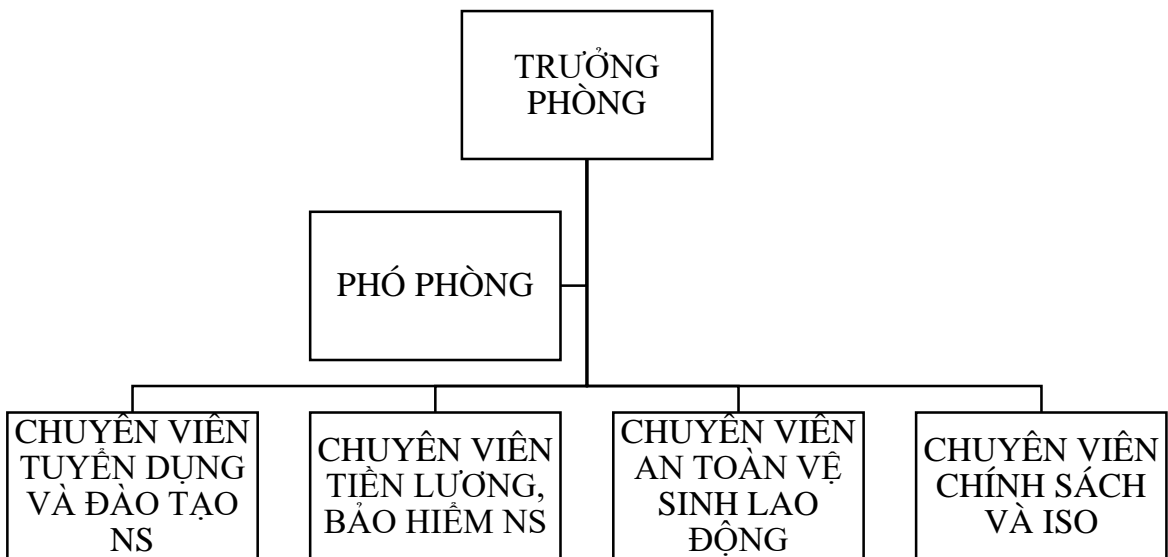 TRƯỞNG
PHÒNG
PHÓ PHÒNG
CHUYÊN VIÊN
TUYỂN DỤNG
VÀ ĐÀO TẠO
NS
CHUYÊN VIÊN
TIỀN LƯƠNG,
BẢO HIỂM NS
CHUYÊN VIÊN
AN TOÀN VỆ
SINH LAO
ĐỘNG
CHUYÊN VIÊN
CHÍNH SÁCH
VÀ ISO